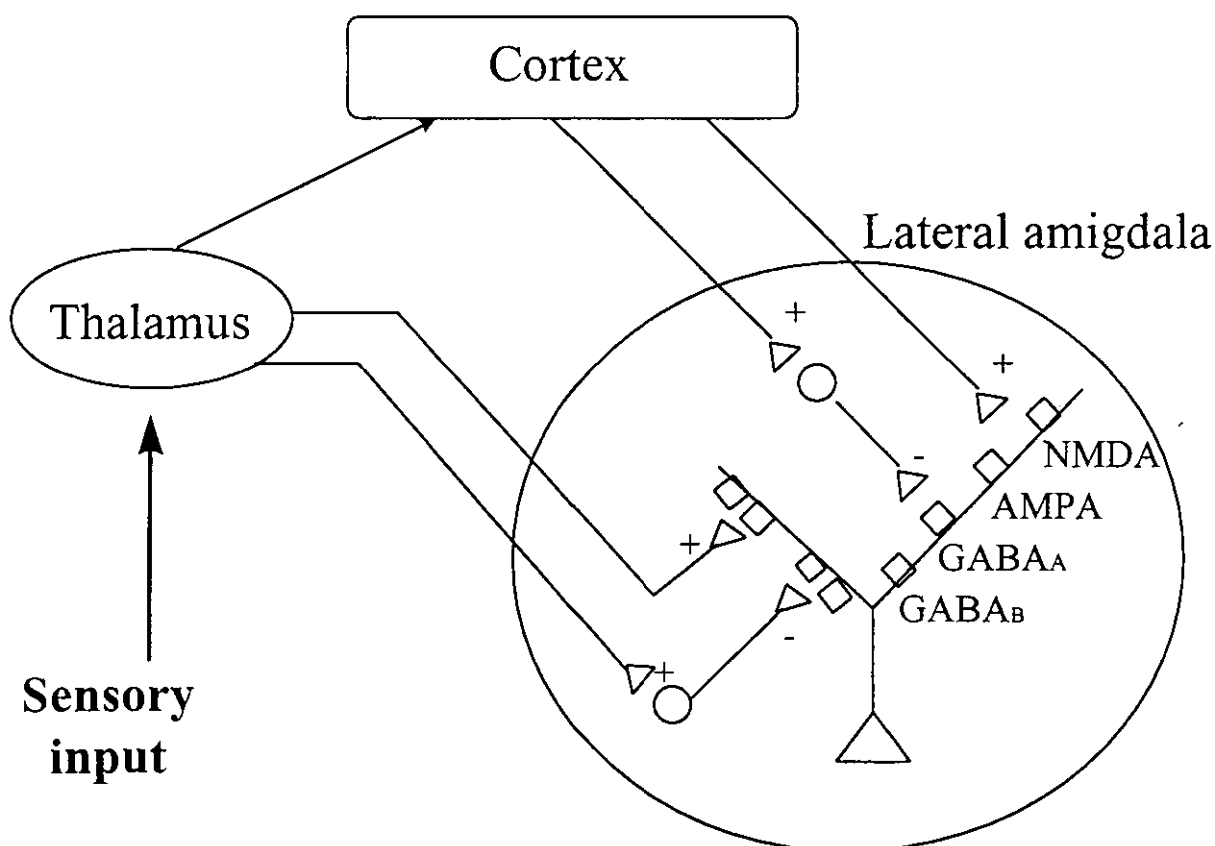 Cortex
Lateral amigdala
Thalamus
+
+
NMDA
-
AMPA
+
GABAA
GABAB
-
+
Sensory
input